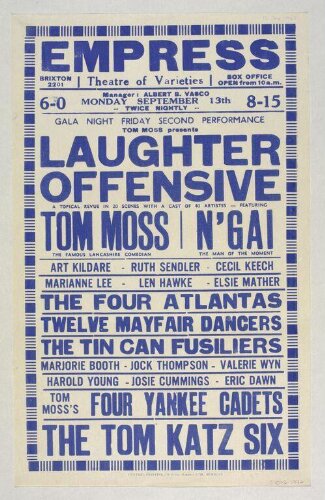 EMPRESS
BRIXTON 2201 | Theatre of Varieties | BOX OFFICE OPEN from 10 a.m.
Manager: ALBERT B. VASCO
6-0 MONDAY SEPTEMBER 13th 8-15
-- TWICE NIGHTLY --
GALA NIGHT FRIDAY SECOND PERFORMANCE
TOM MOSS presents
LAUGHTER
OFFENSIVE
A TOPICAL REVUE IN 20 SCENES WITH A CAST OF 40 ARTISTES - FEATURING
TOM MOSS | N'GAI
THE FAMOUS LANCASHIRE COMEDIAN THE MAN OF THE MOMENT
ART KILDARE - RUTH SENDLER - CECIL KEECH
MARIANNE LEE - LEN HAWKE - ELSIE MATHER
THE FOUR ATLANTAS
TWELVE MAYFAIR DANCERS
THE TIN CAN FUSILIERS
MARJORIE BOOTH - JOCK THOMPSON - VALERIE WYN
HAROLD YOUNG - JOSIE CUMMINGS - ERIC DAWN
TOM MOSS'S FOUR YANKEE CADETS
THE TOM KATZ SIX